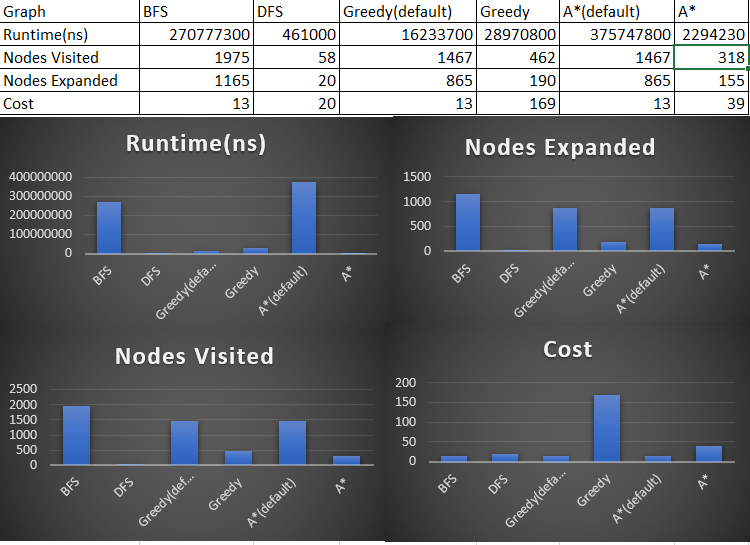 Graph BFS DFS Greedy(default) Greedy A*(default) A*
Runtime(ns) 270777300 461000 16233700 28970800 375747800 2294230
Nodes Visited 1975 58 1467 462 1467 318
Nodes Expanded 1165 20 865 190 865 155
Cost 13 20 13 169 13 39
Runtime(ns)
400000000
300000000
200000000
100000000
0
BFS DFS Greedy(defa... Greedy A*(default) A*
Nodes Expanded
1500
1000
500
0
BFS DFS Greedy(defa... Greedy A*(default) A*
Nodes Visited
2500
2000
1500
1000
500
0
BFS DFS Greedy(def... Greedy A*(default) A*
Cost
200
150
100
50
0
BFS DFS Greedy(defa... Greedy A*(default) A*